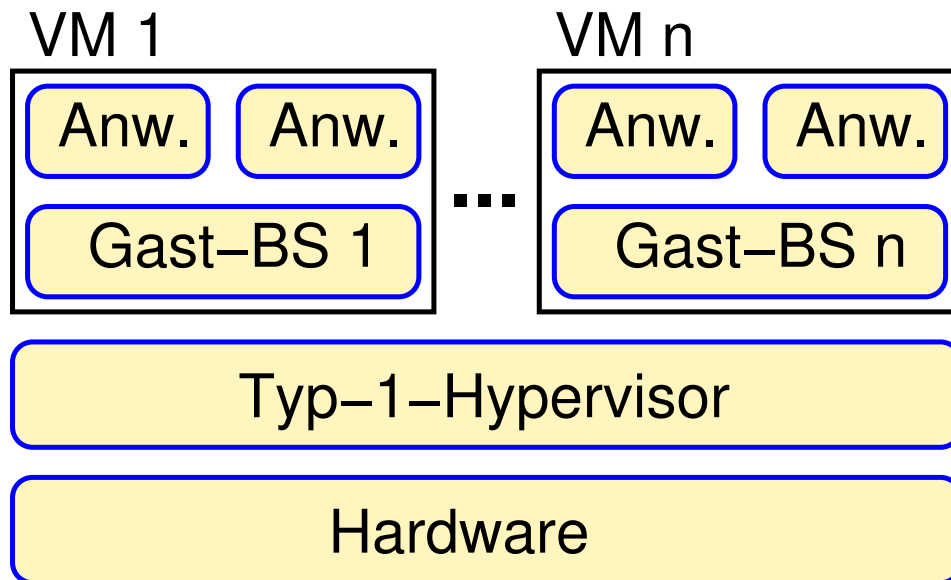 VM 1
VM n
Anw.
Anw.
Anw.
Anw.
...
Gast–BS 1
Gast–BS n
Typ–1–Hypervisor
Hardware